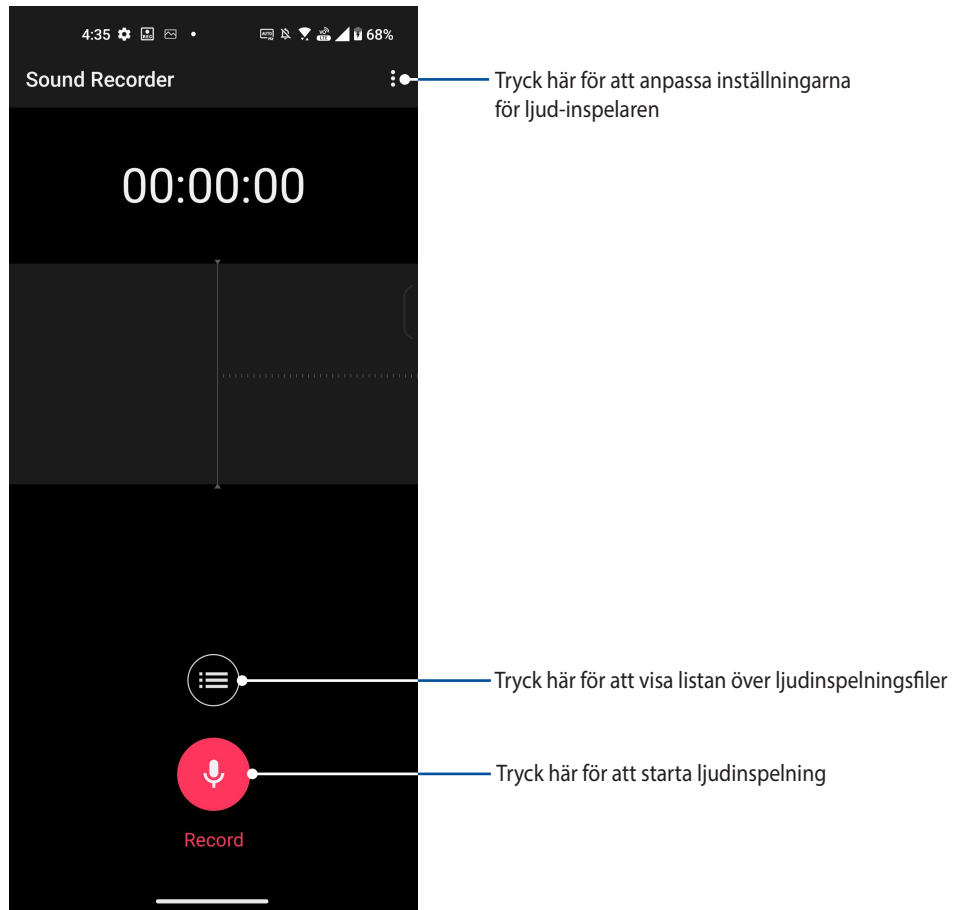 4:35 68%
Sound Recorder
Tryck här för att anpassa inställningarna
för ljud-inspelaren
00:00:00
Tryck här för att visa listan över ljudinspelningsfiler
Tryck här för att starta ljudinspelning
Record